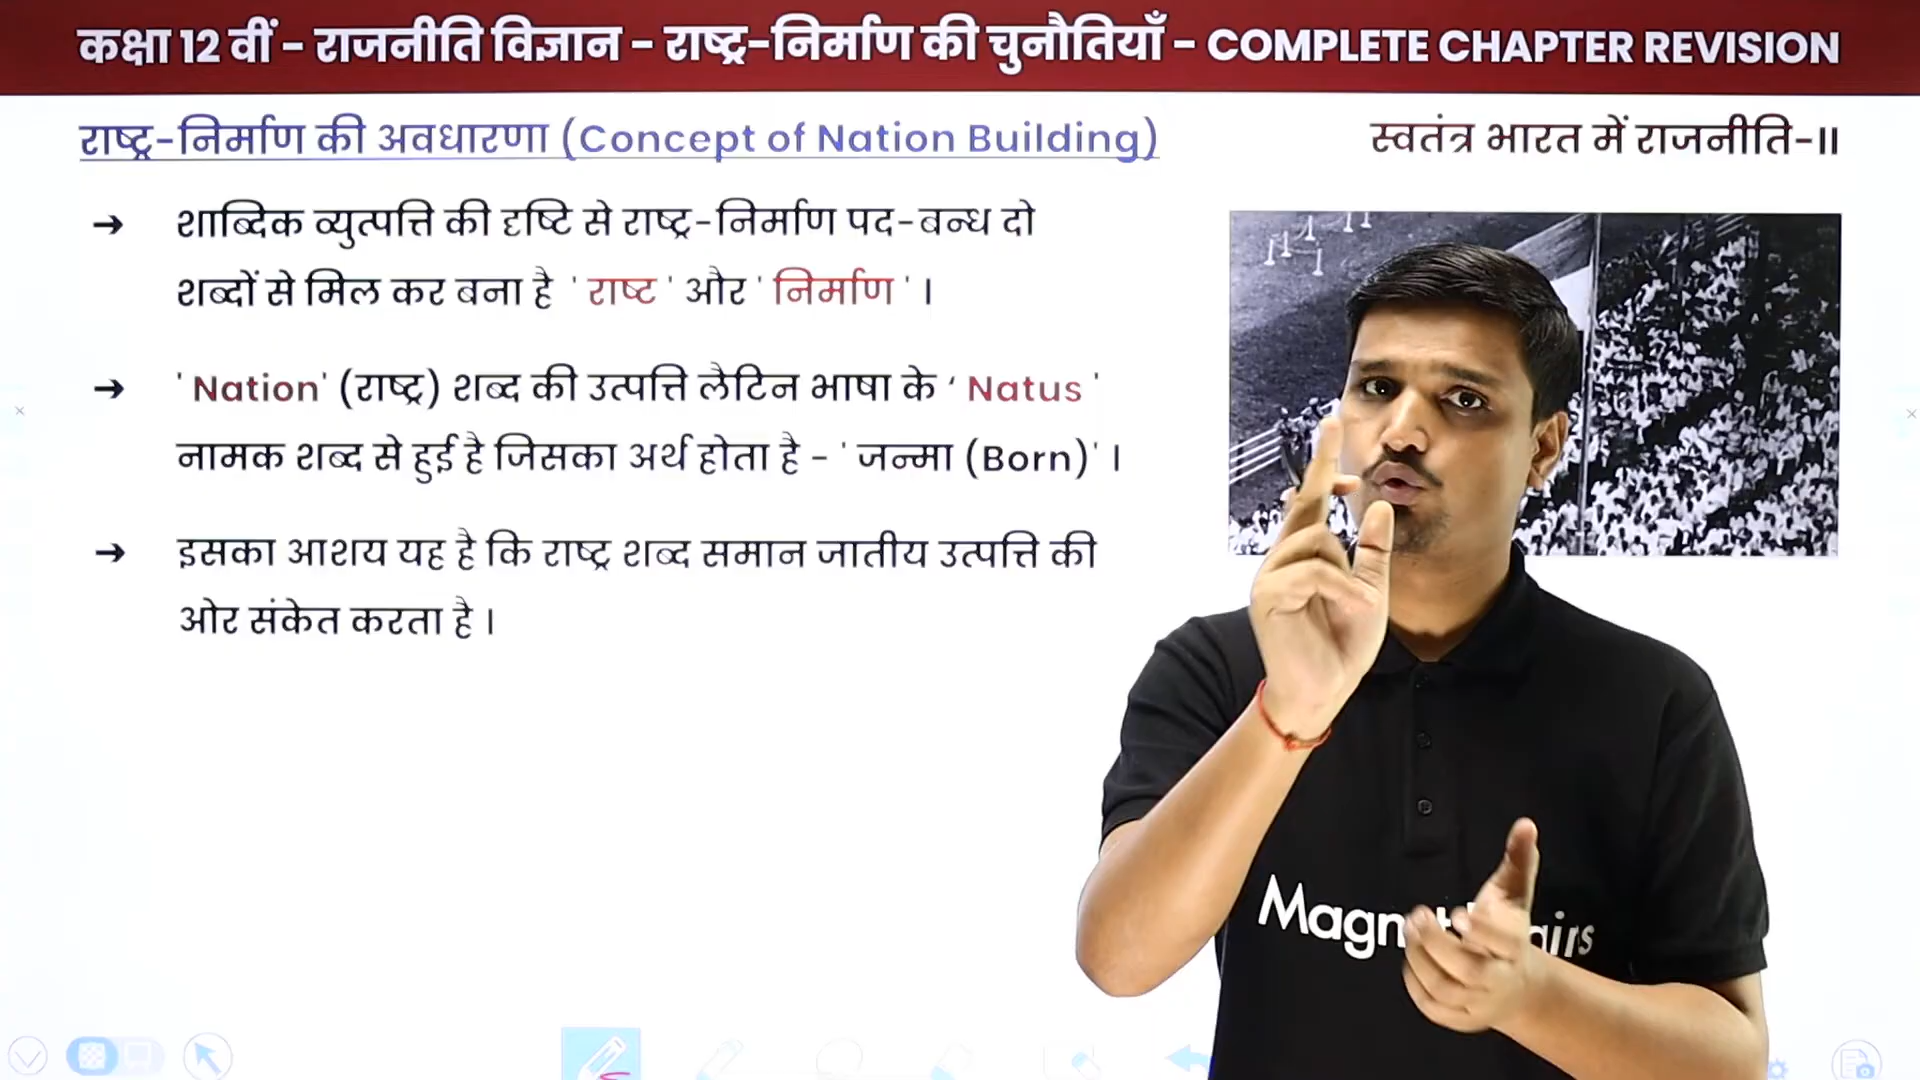 कक्षा 12 वीं - राजनीति विज्ञान - राष्ट्र-निर्माण की चुनौतियाँ - COMPLETE CHAPTER REVISION
राष्ट्र-निर्माण की अवधारणा (Concept of Nation Building)
स्वतंत्र भारत में राजनीति-II
→ शाब्दिक व्युत्पत्ति की दृष्टि से राष्ट्र-निर्माण पद-बन्ध दो
शब्दों से मिल कर बना है ' राष्ट ' और ' निर्माण ' ।
→ ' Nation' (राष्ट्र) शब्द की उत्पत्ति लैटिन भाषा के ‘ Natus '
नामक शब्द से हुई है जिसका अर्थ होता है - ' जन्मा (Born)' ।
→ इसका आशय यह है कि राष्ट्र शब्द समान जातीय उत्पत्ति की
ओर संकेत करता है ।